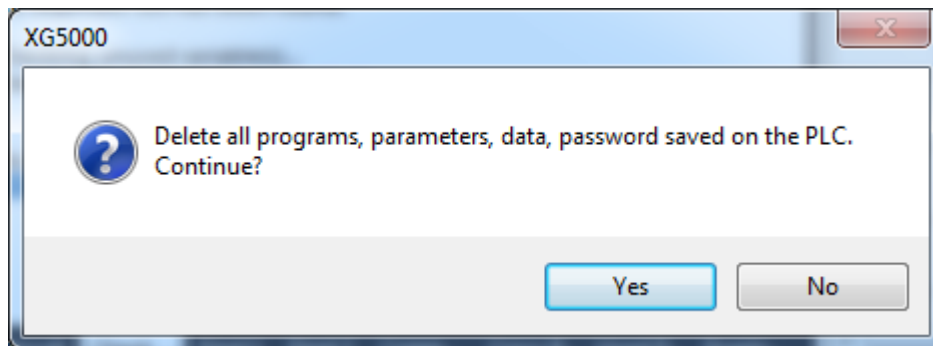 XG5000
Delete all programs, parameters, data, password saved on the PLC.
Continue?
Yes
No